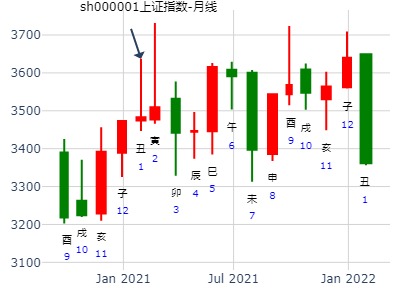 sh000001上证指数-月线
3700
3600
3500
3400
3300
3200
3100
酉
9
戌
10
亥
11
子
12
丑
1
寅
2
卯
3
辰
4
巳
5
午
6
未
7
申
8
酉
9
戌
10
亥
11
子
12
丑
1
Jan 2021
Jul 2021
Jan 2022